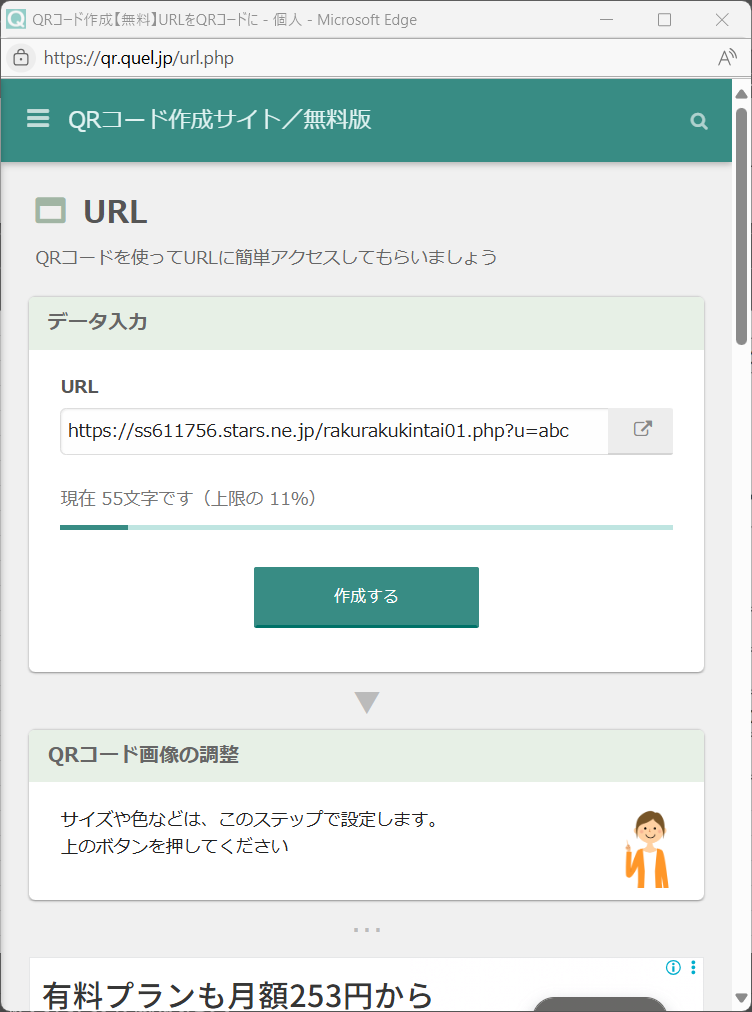 QRコード作成【無料】URLをQRコードに - 個人 - Microsoft Edge
https://qr.quel.jp/url.php
QRコード作成サイト／無料版
URL
QRコードを使ってURLに簡単アクセスしてもらいましょう
データ入力
URL
https://ss611756.stars.ne.jp/rakurakukintai01.php?u=abc
現在 55文字です（上限の 11%）
作成する
QRコード画像の調整
サイズや色などは、このステップで設定します。
上のボタンを押してください
...
有料プランも月額253円から